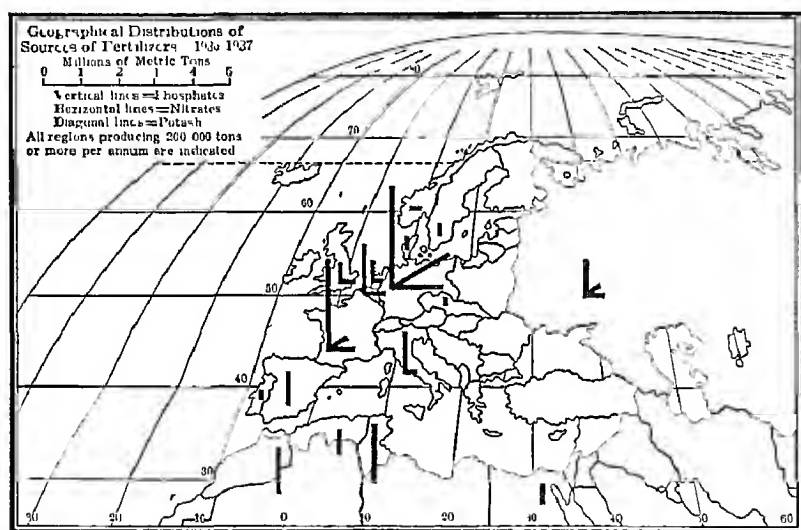 Geographical Distributions of
Sources of Fertilizers 1936 1937
Millions of Metric Tons
0 1 2 3 4 5
Vertical lines=Phosphates
Horizontal lines=Nitrates
Diagonal lines=Potash
All regions producing 200 000 tons
or more per annum are indicated
70
60
50
40
30
30 20 10 0 10 20 30 40 50 60